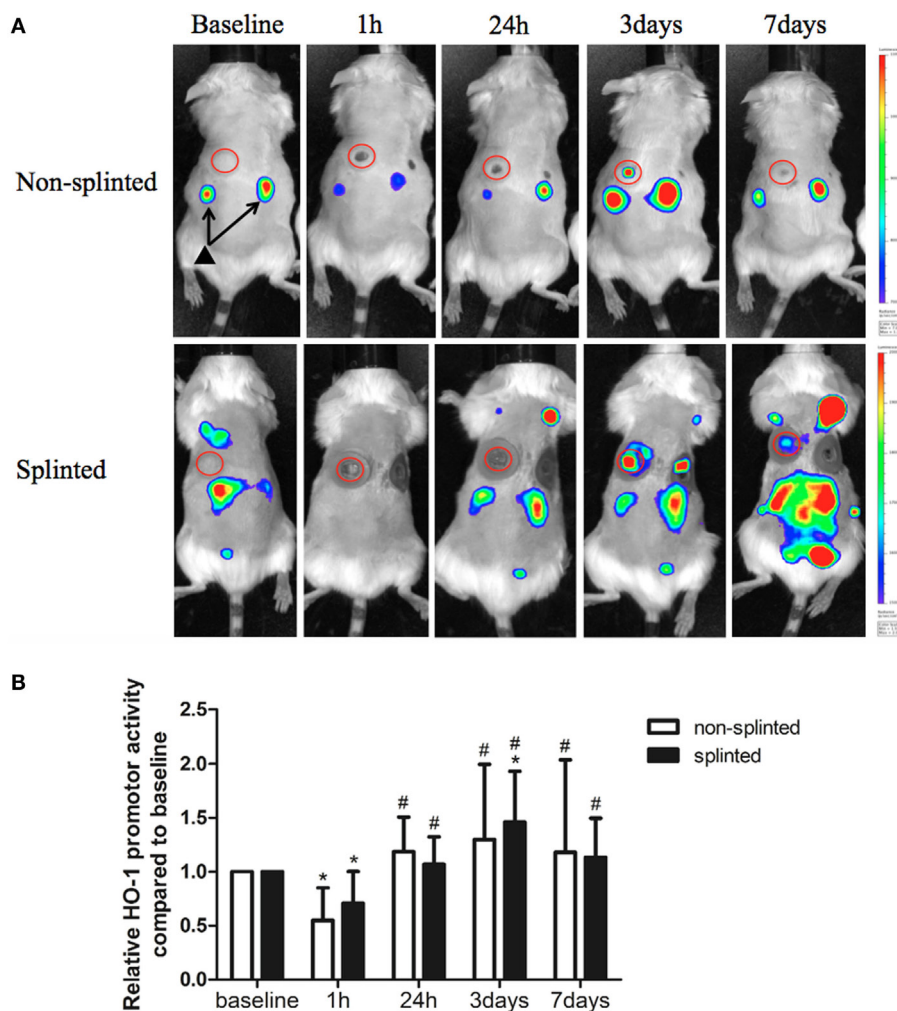 A
Baseline 1h 24h 3days 7days
Non-splinted
Splinted
B
Relative HO-1 promotor activity
compared to baseline
2.5
2.0
1.5
1.0
0.5
0.0
* * # # # # * # #
baseline 1h 24h 3days 7days
non-splinted
splinted